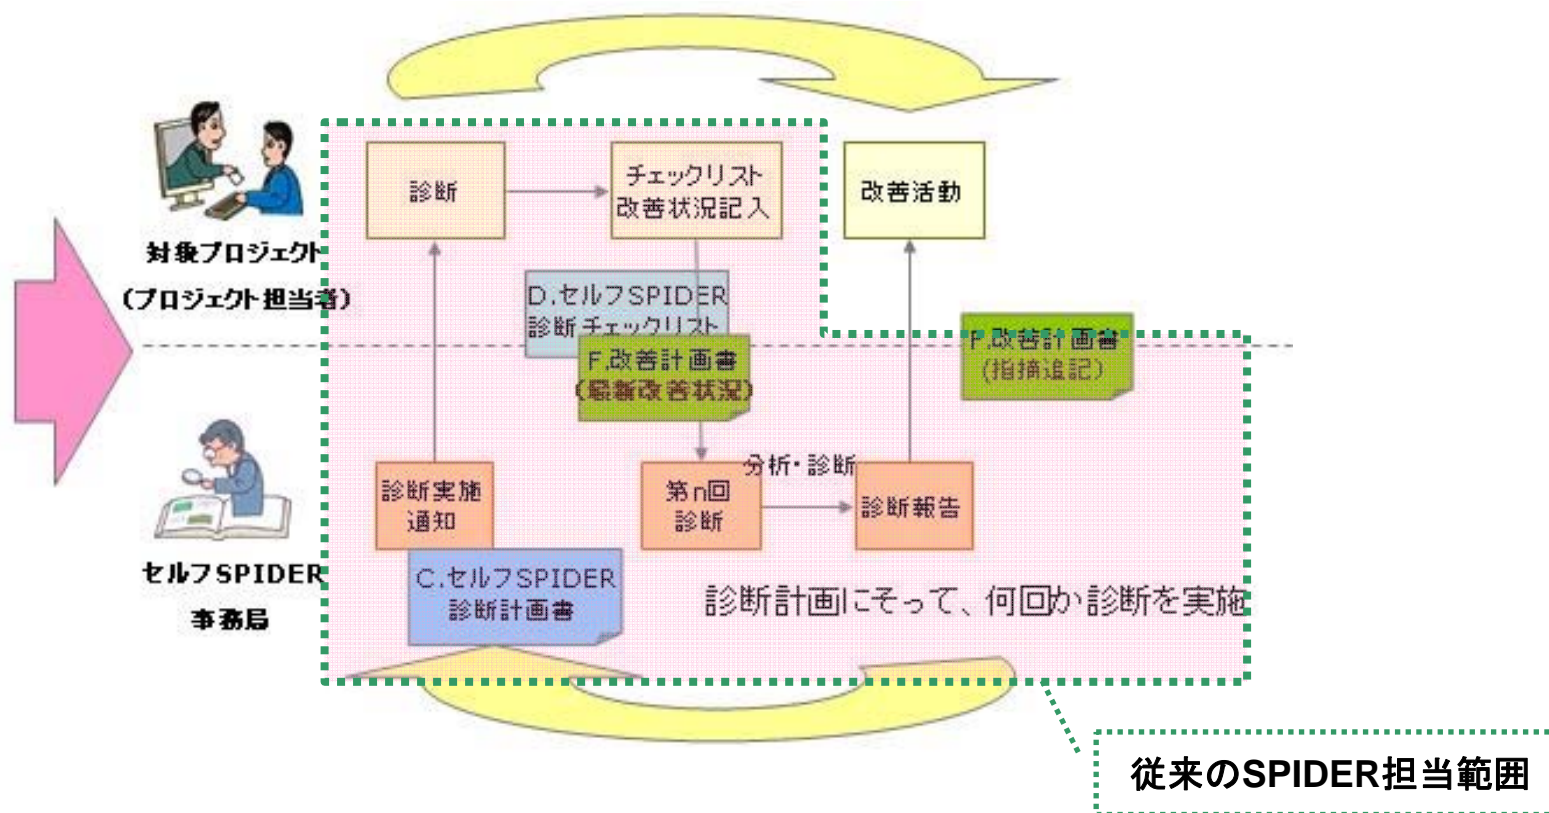 診断
チェックリスト
改善状況記入
改善活動
対象プロジェクト
(プロジェクト担当者)
D.セルフSPIDER
診断チェックリスト
F.改善計画書
(最新改善状況)
F.改善計画書
(指摘追記)
診断実施
通知
第n回
診断
分析・診断
診断報告
セルフSPIDER
事務局
C.セルフSPIDER
診断計画書
診断計画にそって、何回か診断を実施
従来のSPIDER担当範囲